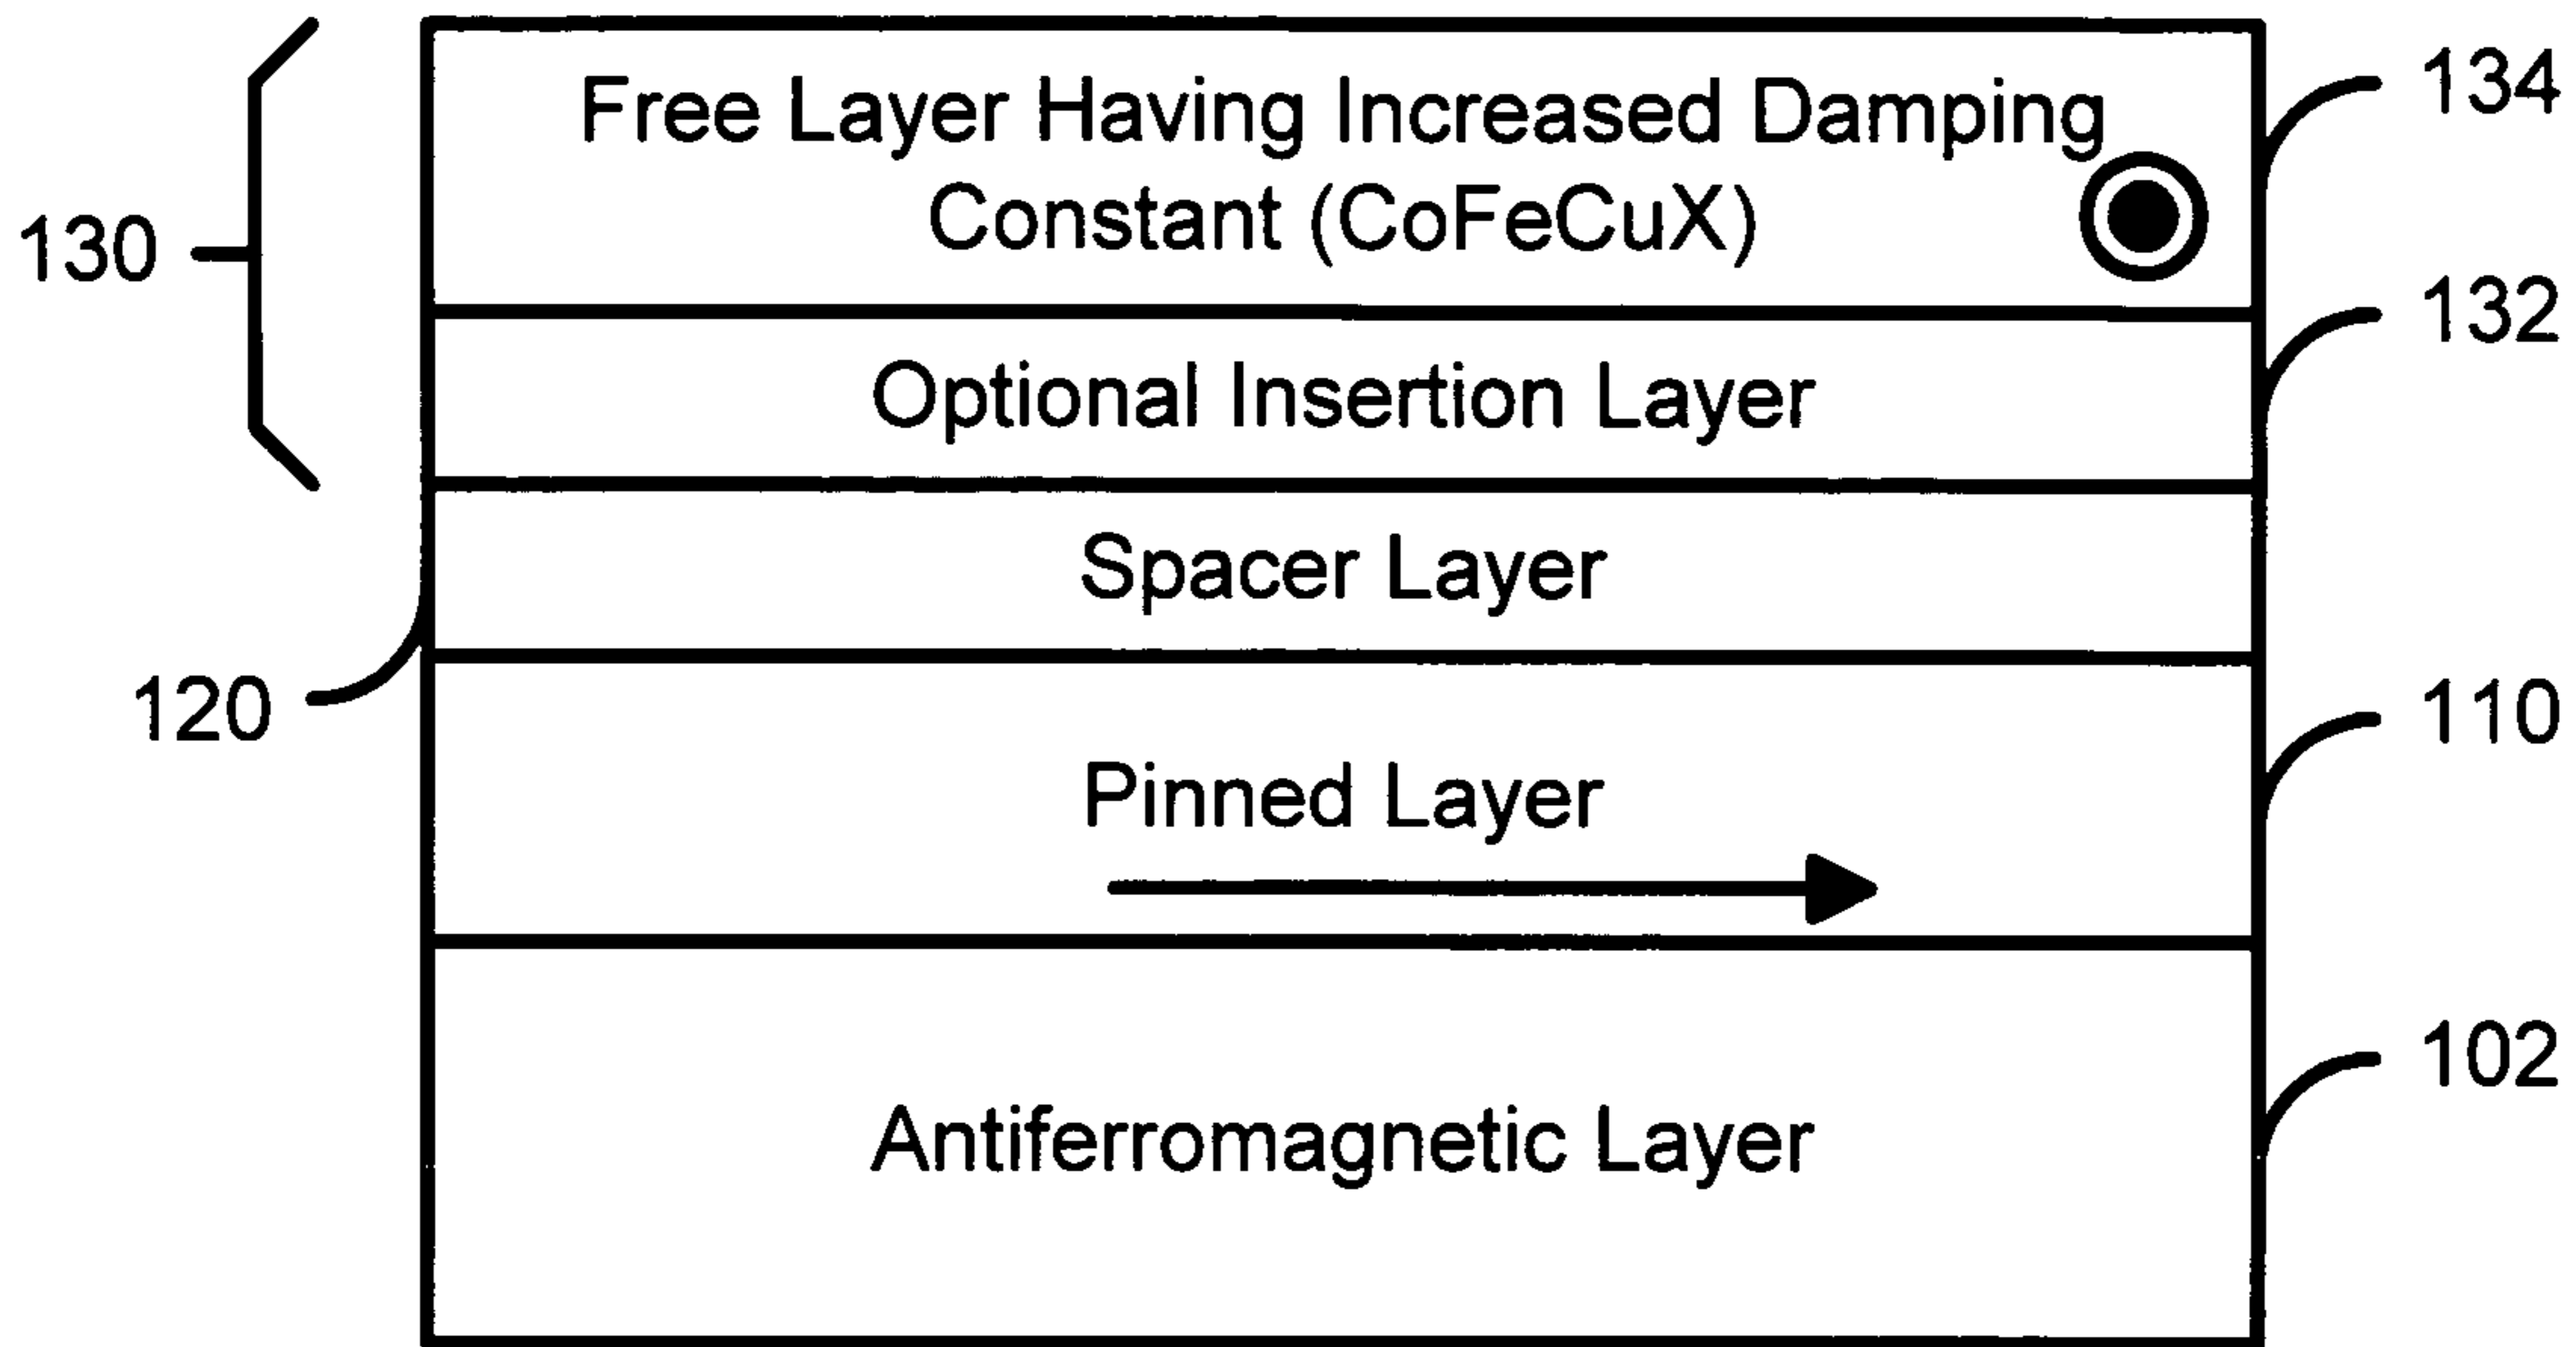 Free Layer Having Increased Damping
Constant (CoFeCuX)
134
130
132
Optional Insertion Layer
Spacer Layer
120
110
Pinned Layer
102
Antiferromagnetic Layer